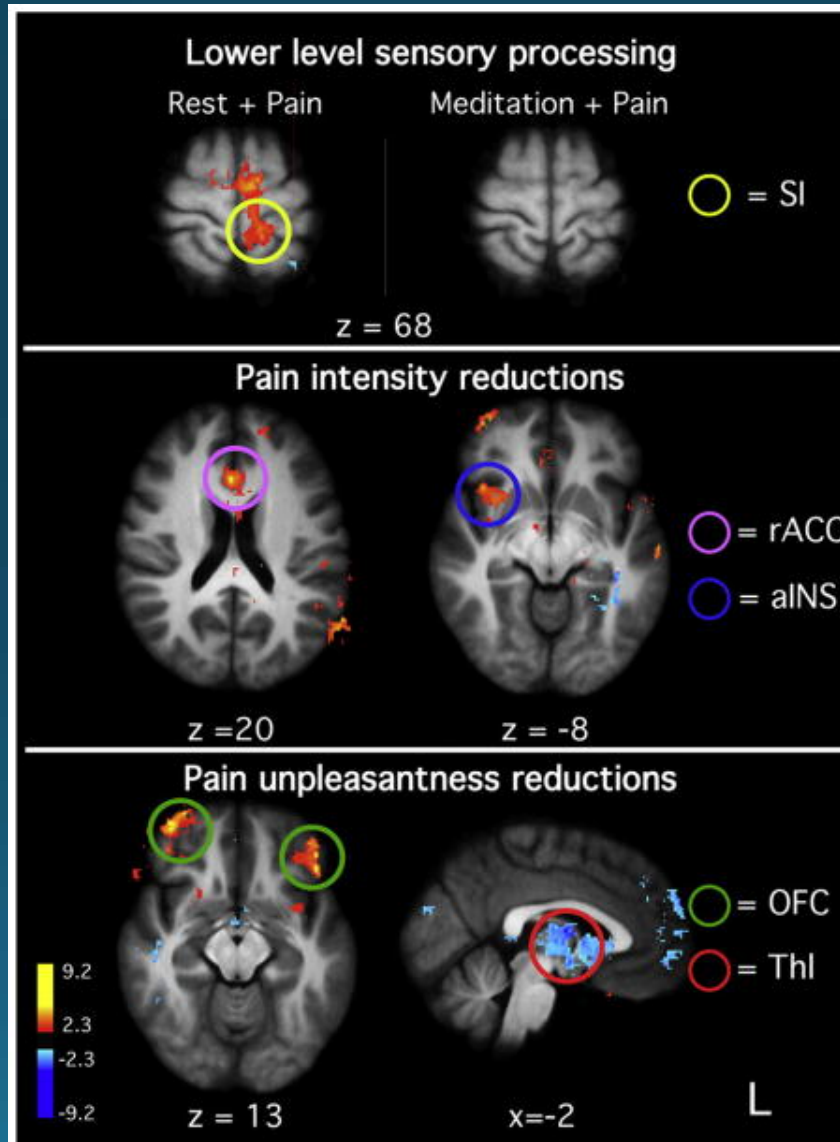 Lower level sensory processing
Rest + Pain
Meditation + Pain
= SI
z = 68
Pain intensity reductions
= rACC
= aINS
z =20
z = -8
Pain unpleasantness reductions
= OFC
= Thl
9.2
2.3
-2.3
-9.2
z = 13
x=-2
L